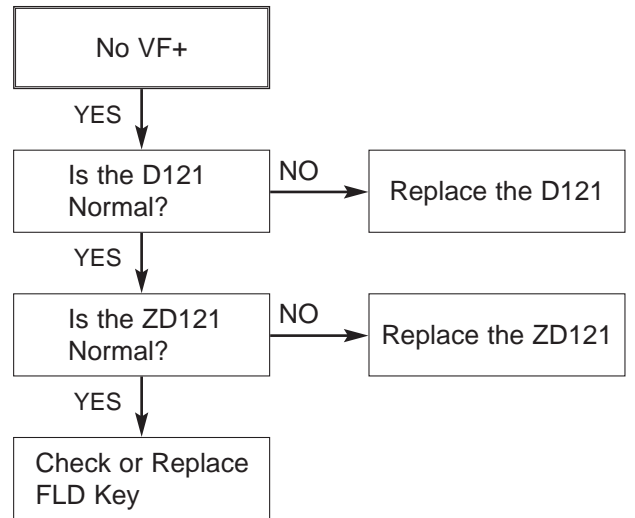 No VF+
YES
Is the D121
Normal?
NO
Replace the D121
YES
Is the ZD121
Normal?
NO
Replace the ZD121
YES
Check or Replace
FLD Key